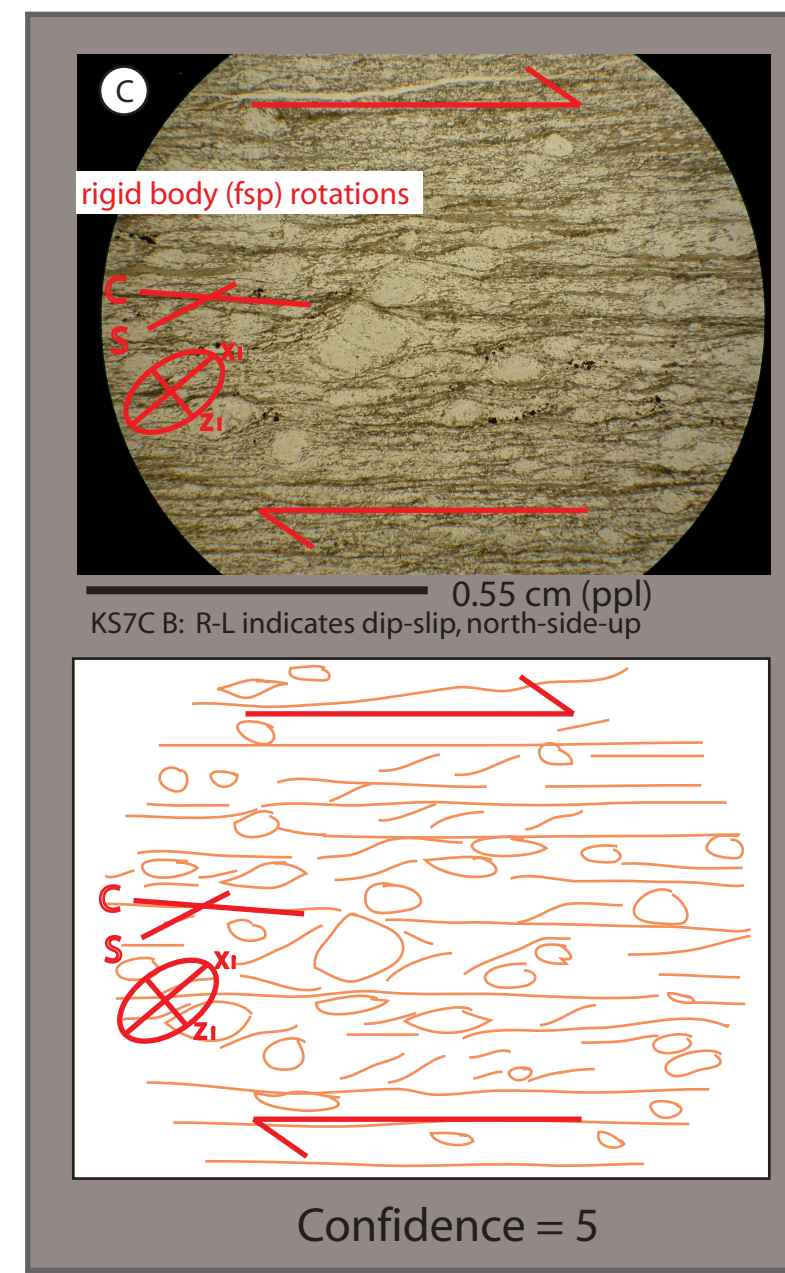 C
rigid body (fsp) rotations
C
S
X1
Z1
0.55 cm (ppl)
KS7C B: R-L indicates dip-slip, north-side-up
C
S
X1
Z1
Confidence = 5